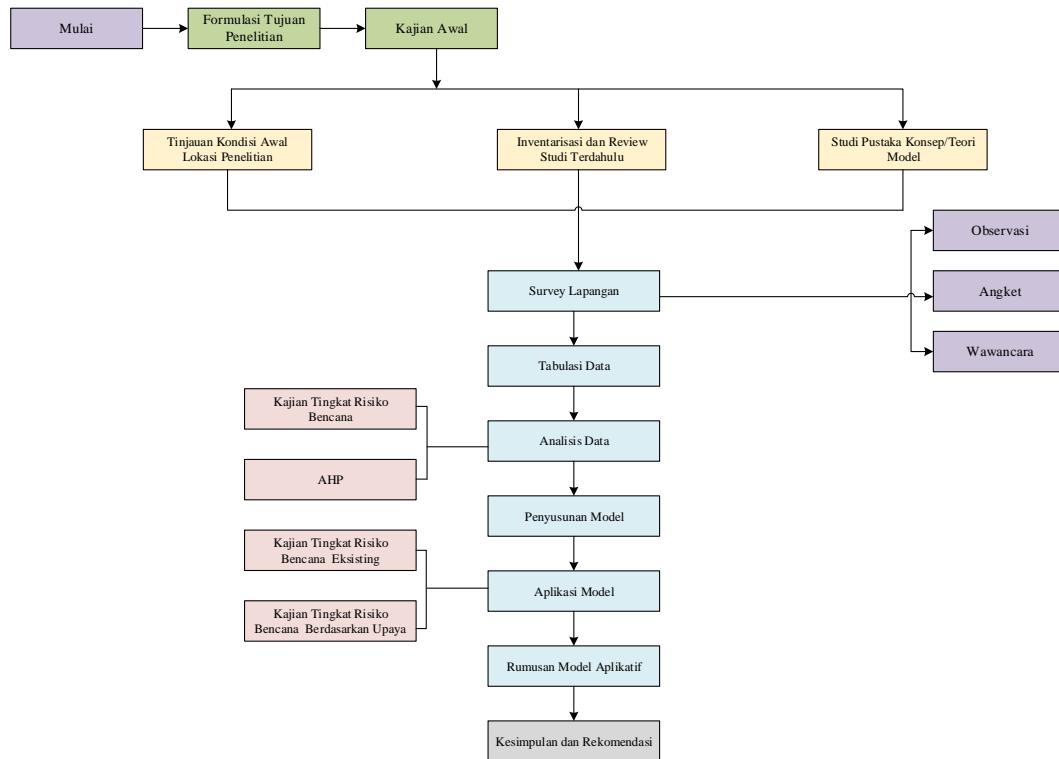 Mulai
Formulasi Tujuan
Penelitian
Kajian Awal
Tinjauan Kondisi Awal
Lokasi Penelitian
Inventarisasi dan Review
Studi Terdahulu
Studi Pustaka Konsep/Teori
Model
Observasi
Survey Lapangan
Angket
Wawancara
Tabulasi Data
Kajian Tingkat Risiko
Bencana
Analisis Data
AHP
Penyusunan Model
Kajian Tingkat Risiko
Bencana Eksisting
Aplikasi Model
Kajian Tingkat Risiko
Bencana Berdasarkan Upaya
Rumusan Model Aplikatif
Kesimpulan dan Rekomendasi